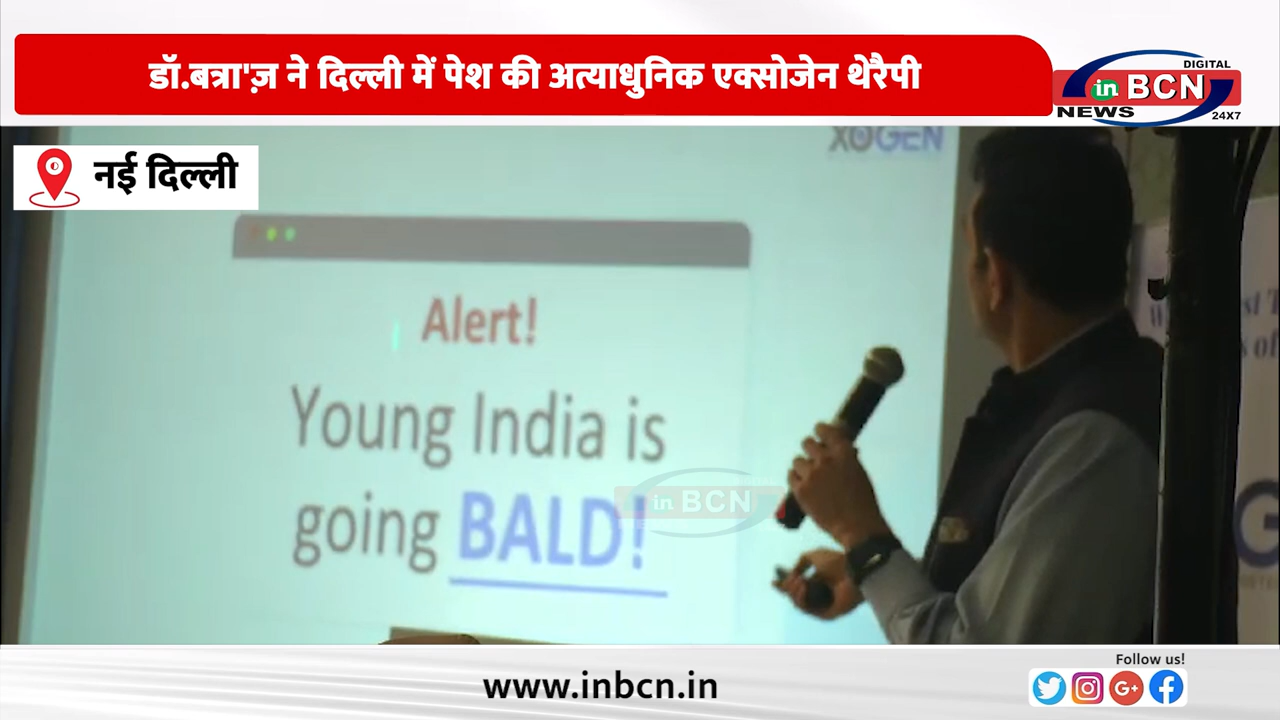 डॉ.बत्रा'ज़ ने दिल्ली में पेश की अत्याधुनिक एक्सोजेन थेरैपी
DIGITAL
in BCN
NEWS 24X7
नई दिल्ली
XOGEN
Alert!
Young India is
going BALD!
in BCN
www.inbcn.in
Follow us!